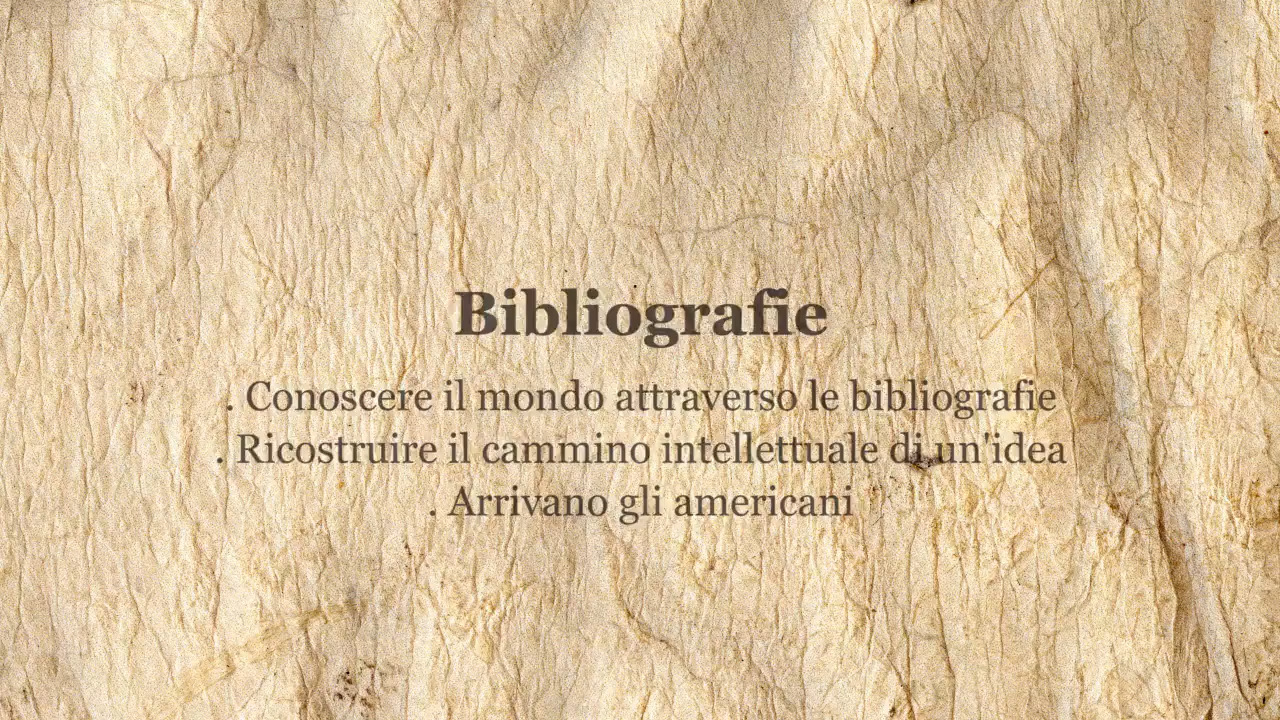 Bibliografie
. Conoscere il mondo attraverso le bibliografie
. Ricostruire il cammino intellettuale di un'idea
. Arrivano gli americani